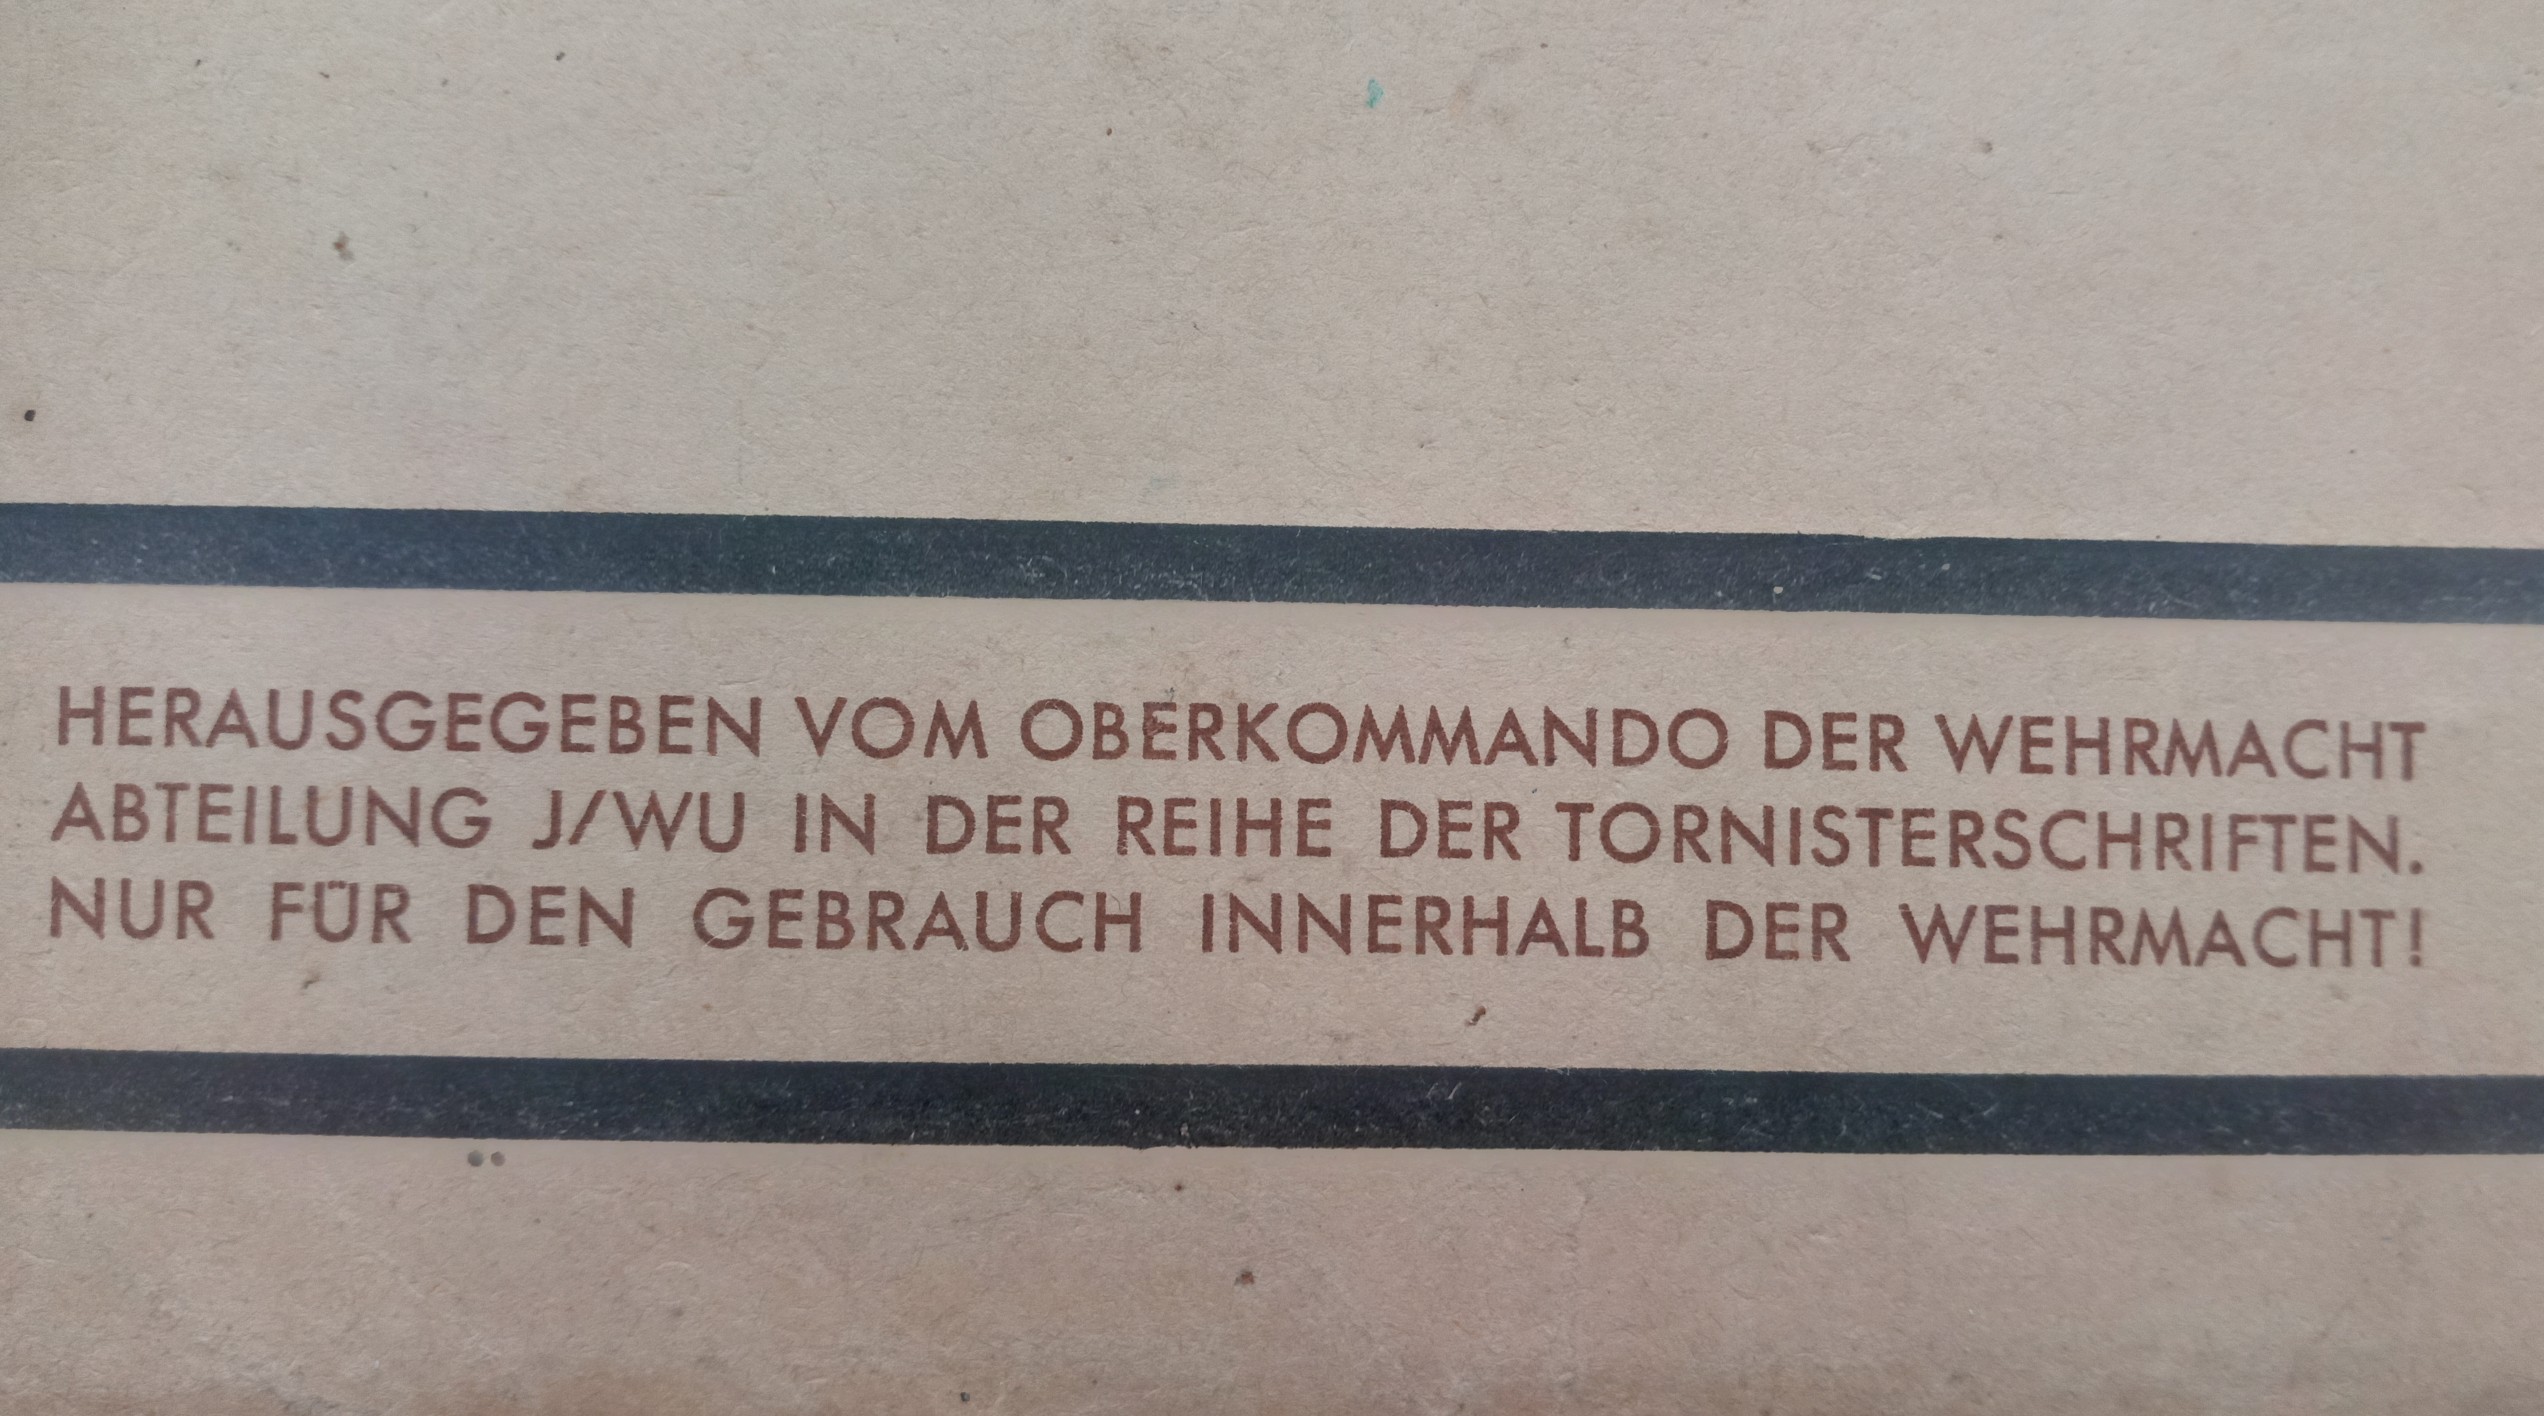 HERAUSGEGEBEN VOM OBERKOMMANDO DER WEHRMACHT
ABTEILUNG J/WU IN DER REIHE DER TORNISTERSCHRIFTEN.
NUR FÜR DEN GEBRAUCH INNERHALB DER WEHRMACHT!